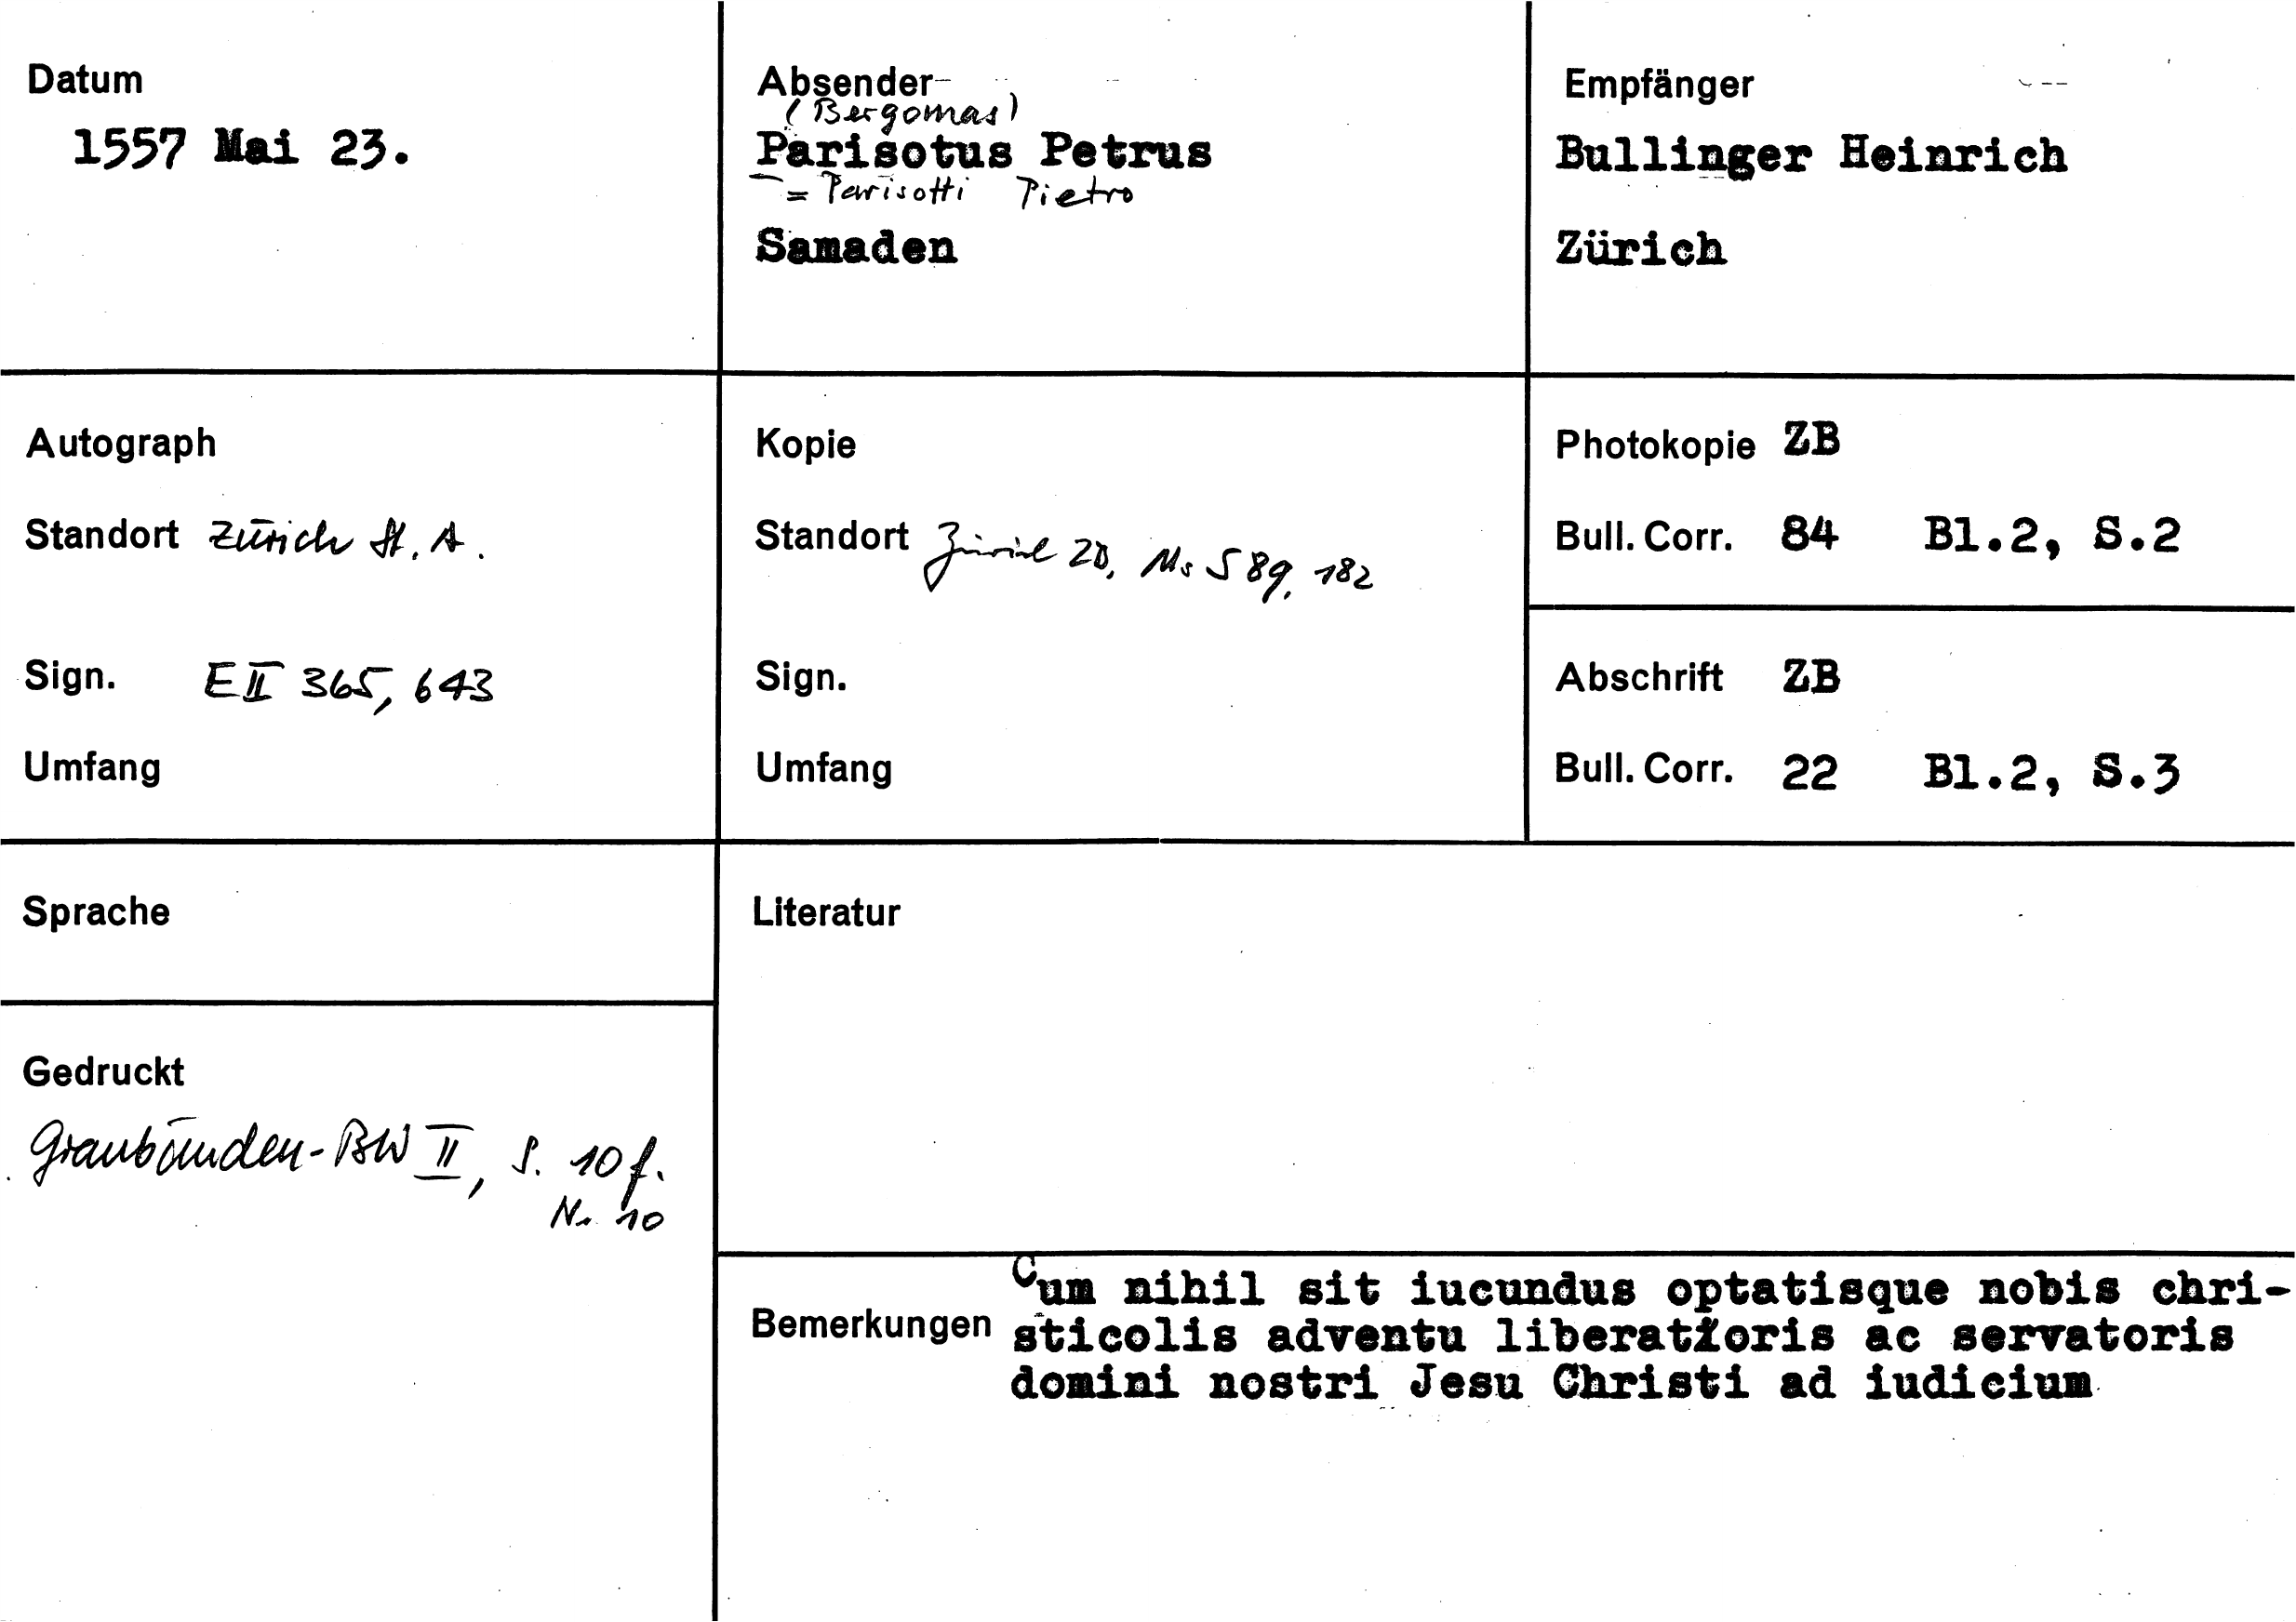 Datum
1557 Mai 23.
Absender
(Bergomas)
Parisotus Petrus
= Parisotti Pietro
Samaden
Empfänger
Bullinger Heinrich
Zürich
Autograph
Standort Zürich St. A.
Sign. E II 365, 643
Umfang
Kopie
Standort Zürich ZB, Ms S 89, 182
Sign.
Umfang
Photokopie ZB
Bull. Corr. 84 Bl.2, S.2
Abschrift ZB
Bull. Corr. 22 Bl.2, S.3
Sprache
Gedruckt
Graubünden-BW II, S. 10 f.
Nr. 10
Literatur
Bemerkungen
Cum nihil sit iucundus optatisque nobis chri-
sticolis adventu liberatioris ac servatoris
domini nostri Jesu Christi ad iudicium